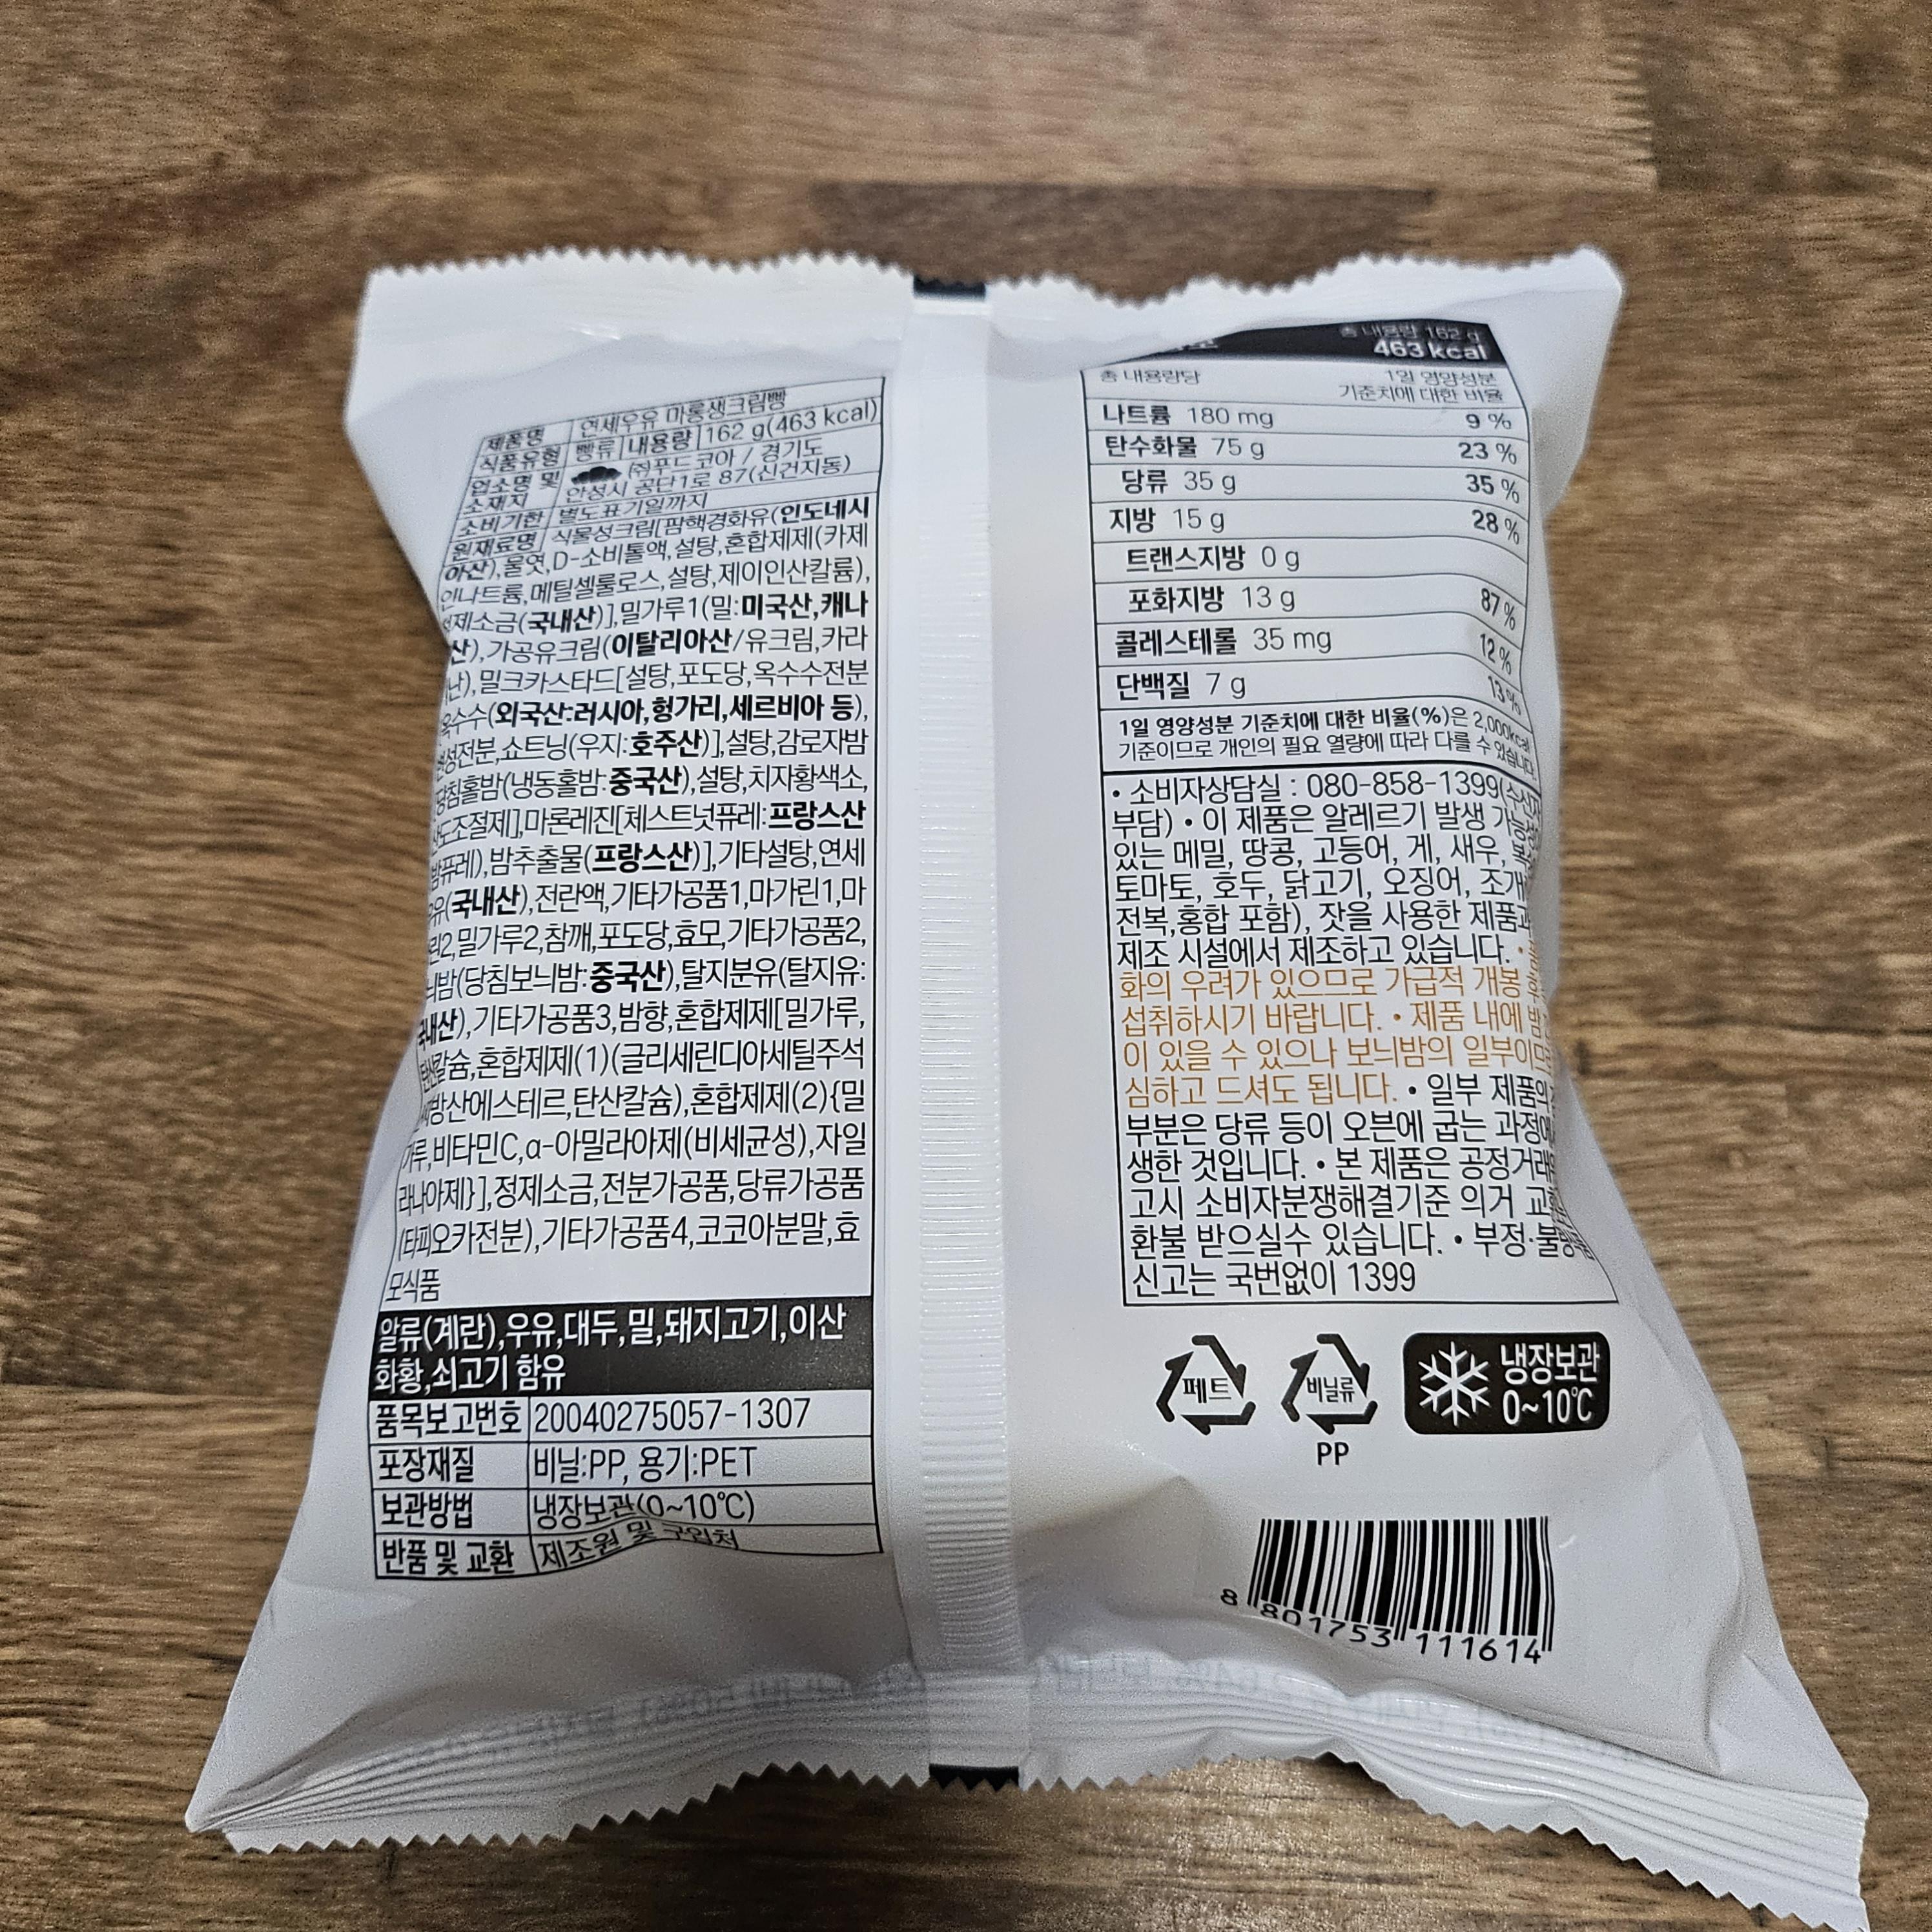 제품명 연세우유 마롱생크림빵
식품유형 빵류 내용량 162 g(463 kcal)
업소명 및 소재지 ㈜푸드코아 / 경기도
안성시 공단1로 87(신건지동)
소비기한 별도표기일까지
원재료명 식물성크림[팜핵경화유(인도네시
아산),물엿,D-소비톨액,설탕,혼합제제(카제
인나트륨,메틸셀룰로스,설탕,제이인산칼륨),
정제소금(국내산)],밀가루1(밀:미국산,캐나
산),가공유크림(이탈리아산/유크림,카라
난),밀크카스타드[설탕,포도당,옥수수전분
옥수수(외국산:러시아,헝가리,세르비아 등),
변성전분,쇼트닝(우지:호주산)],설탕,감로자밤
당침홀밤(냉동홀밤:중국산),설탕,치자황색소,
산도조절제],마론레진[체스트넛퓨레:프랑스산
밤퓨레),밤추출물(프랑스산)],기타설탕,연세
우유(국내산),전란액,기타가공품1,마가린1,마
가린2,밀가루2,참깨,포도당,효모,기타가공품2,
보늬밤(당침보늬밤:중국산),탈지분유(탈지유:
국내산),기타가공품3,밤향,혼합제제[밀가루,
탄산칼슘,혼합제제(1)(글리세린디아세틸주석
지방산에스테르,탄산칼슘),혼합제제(2){밀
가루,비타민C,α-아밀라아제(비세균성),자일
라나아제}],정제소금,전분가공품,당류가공품
(타피오카전분),기타가공품4,코코아분말,효
모식품
알류(계란),우유,대두,밀,돼지고기,이산
화황,쇠고기 함유
품목보고번호 20040275057-1307
포장재질 비닐:PP, 용기:PET
보관방법 냉장보관(0~10℃)
반품 및 교환 제조원 및 구입처
총 내용량 162 g
463 kcal
총 내용량당 1일 영양성분
기준치에 대한 비율
나트륨 180 mg 9 %
탄수화물 75 g 23 %
당류 35 g 35 %
지방 15 g 28 %
트랜스지방 0 g
포화지방 13 g 87 %
콜레스테롤 35 mg 12 %
단백질 7 g 13 %
1일 영양성분 기준치에 대한 비율(%)은 2,000kcal
기준이므로 개인의 필요 열량에 따라 다를 수 있습니다.
• 소비자상담실 : 080-858-1399(수신자
부담) • 이 제품은 알레르기 발생 가능성
있는 메밀, 땅콩, 고등어, 게, 새우,
토마토, 호두, 닭고기, 오징어, 조개
전복,홍합 포함), 잣을 사용한 제품과
제조 시설에서 제조하고 있습니다. •
화의 우려가 있으므로 가급적 개봉 후
섭취하시기 바랍니다. • 제품 내에 밤
이 있을 수 있으나 보늬밤의 일부이므로
심하고 드셔도 됩니다. • 일부 제품의
부분은 당류 등이 오븐에 굽는 과정에
생한 것입니다. • 본 제품은 공정거래
고시 소비자분쟁해결기준 의거 교환
환불 받으실수 있습니다. • 부정·불량식품
신고는 국번없이 1399
페트
비닐류
PP
냉장보관
0~10℃
8 801753 111614